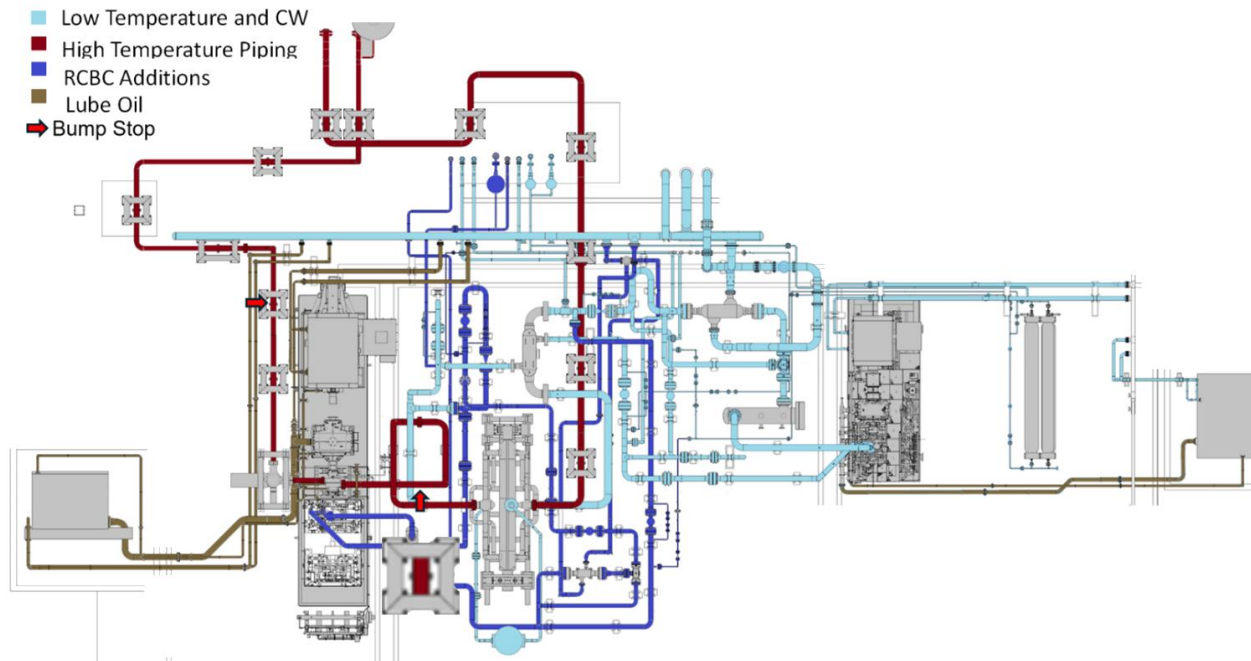 Low Temperature and CW
High Temperature Piping
RCBC Additions
Lube Oil
Bump Stop